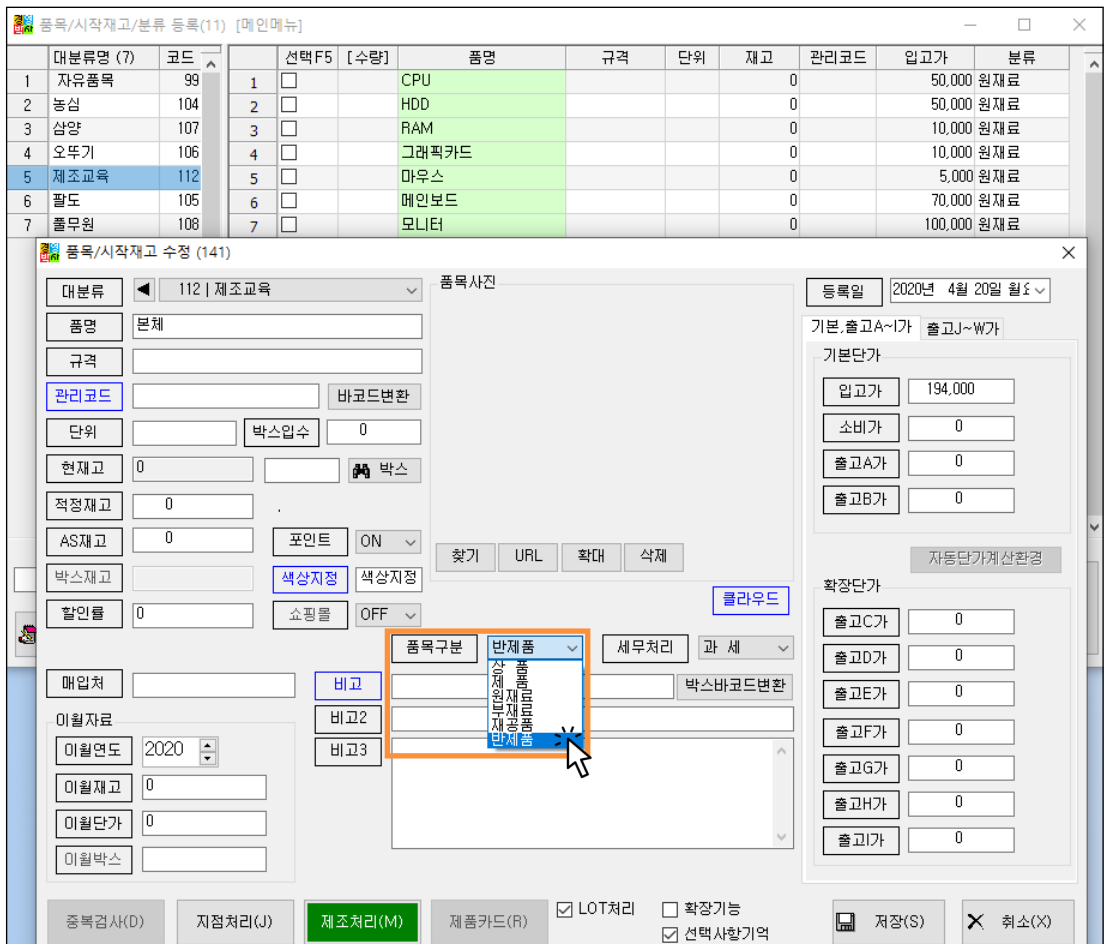 품목/시작재고/분류 등록(11) [메인메뉴]
대분류명 (7) 코드 선택F5 [수량] 품명 규격 단위 재고 관리코드 입고가 분류
1 자유품목 99 1 CPU 0 50,000 원재료
2 농심 104 2 HDD 0 50,000 원재료
3 삼양 107 3 RAM 0 10,000 원재료
4 오뚜기 106 4 그래픽카드 0 10,000 원재료
5 제조교육 112 5 마우스 0 5,000 원재료
6 팔도 105 6 메인보드 0 70,000 원재료
7 풀무원 108 7 모니터 0 100,000 원재료
품목/시작재고 수정 (141)
대분류 112 | 제조교육 품목사진 등록일 2020년 4월 20일 월
품명 본체 기본,출고A~I가 출고J~W가
규격 기본단가
관리코드 바코드변환 입고가 194,000
단위 박스입수 0 소비가 0
현재고 0 박스 출고A가 0
적정재고 0 . 출고B가 0
AS재고 0 포인트 ON 찾기 URL 확대 삭제 자동단가계산환경
박스재고 색상지정 색상지정 클라우드 확장단가
할인률 0 쇼핑몰 OFF 출고C가 0
품목구분 반제품 세무처리 과 세 출고D가 0
상 품
제 품
원재료
부재료
재공품
반제품
매입처 비고 박스바코드변환 출고E가 0
이월자료 비고2 출고F가 0
이월연도 2020 비고3 출고G가 0
이월재고 0 출고H가 0
이월단가 0 출고I가 0
이월박스
중복검사(D) 지점처리(J) 제조처리(M) 제품카드(R) LOT처리 확장기능 저장(S) 취소(X)
선택사항기억